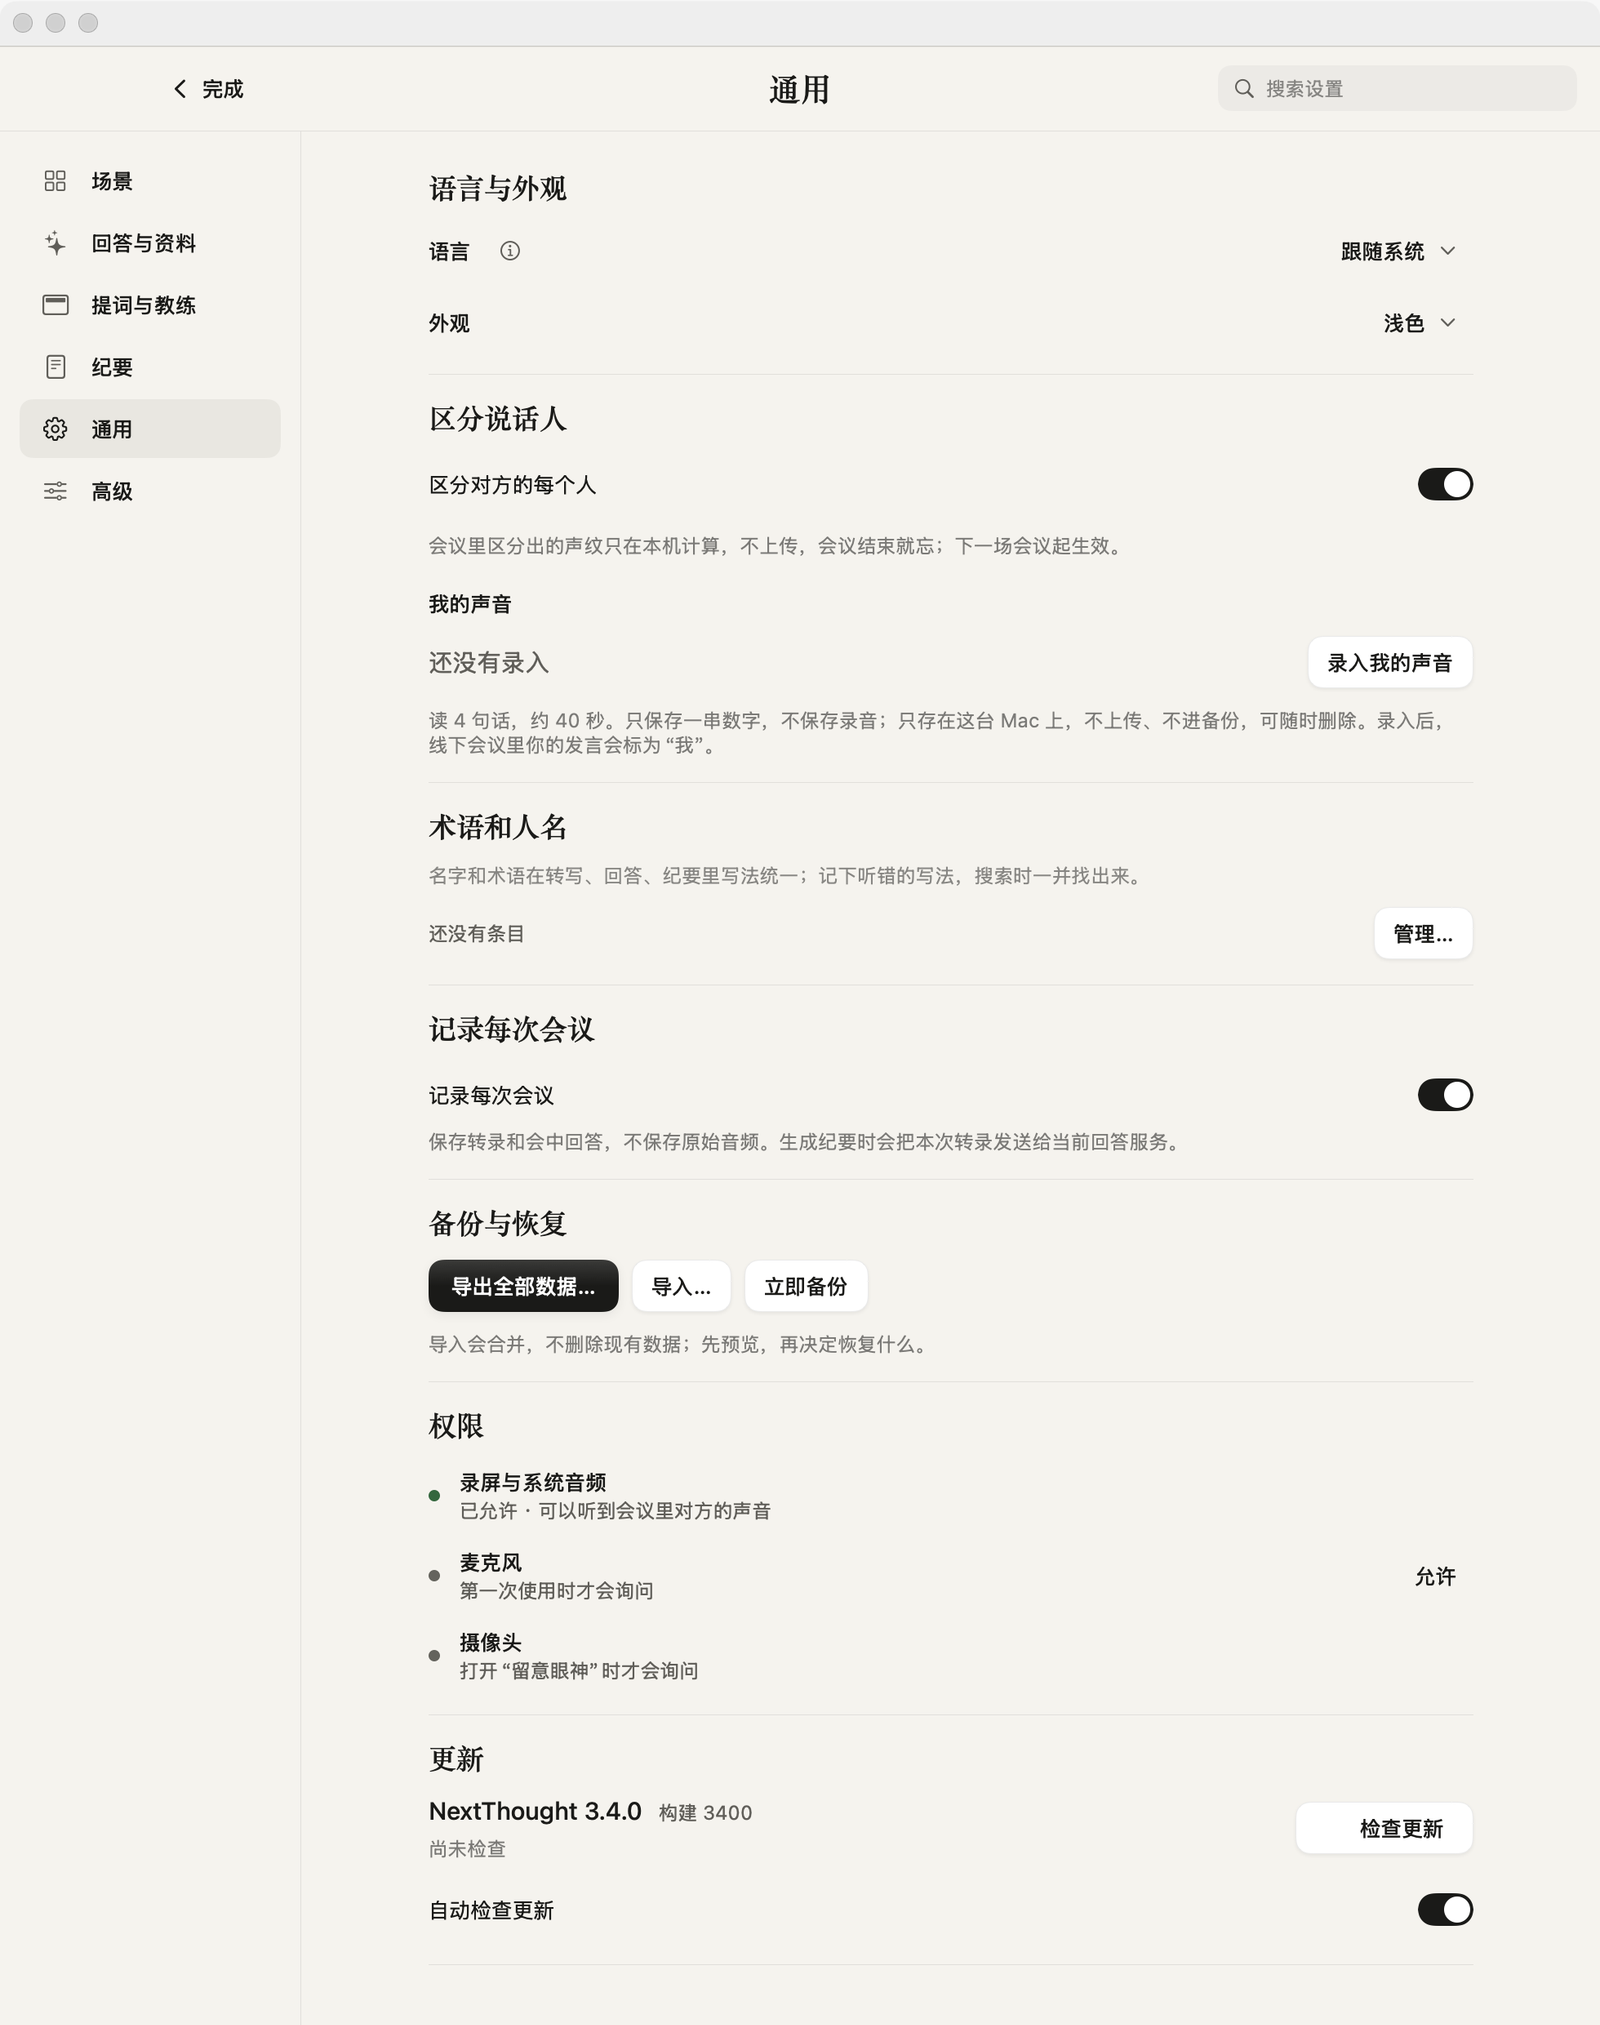 完成
通用
搜索设置
场景
回答与资料
提词与教练
纪要
通用
高级
语言与外观
语言
跟随系统
外观
浅色
区分说话人
区分对方的每个人
会议里区分出的声纹只在本机计算，不上传，会议结束就忘；下一场会议起生效。
我的声音
还没有录入
录入我的声音
读 4 句话，约 40 秒。只保存一串数字，不保存录音；只存在这台 Mac 上，不上传、不进备份，可随时删除。录入后，
线下会议里你的发言会标为 “我”。
术语和人名
名字和术语在转写、回答、纪要里写法统一；记下听错的写法，搜索时一并找出来。
还没有条目
管理...
记录每次会议
记录每次会议
保存转录和会中回答，不保存原始音频。生成纪要时会把本次转录发送给当前回答服务。
备份与恢复
导出全部数据...
导入...
立即备份
导入会合并，不删除现有数据；先预览，再决定恢复什么。
权限
录屏与系统音频
已允许 · 可以听到会议里对方的声音
麦克风
第一次使用时才会询问
允许
摄像头
打开 “留意眼神” 时才会询问
更新
NextThought 3.4.0 构建 3400
尚未检查
检查更新
自动检查更新